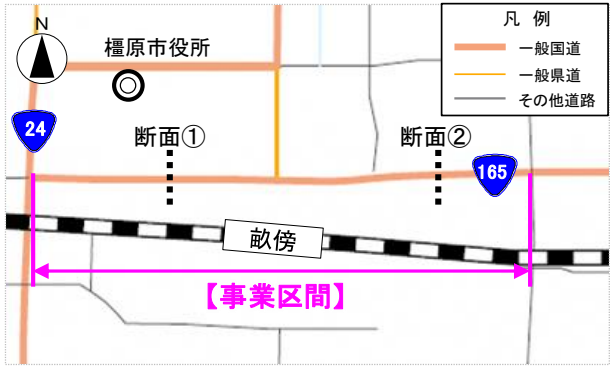 N
橿原市役所
凡 例
一般国道
一般県道
その他道路
24
断面①
断面②
165
畝傍
【事業区間】